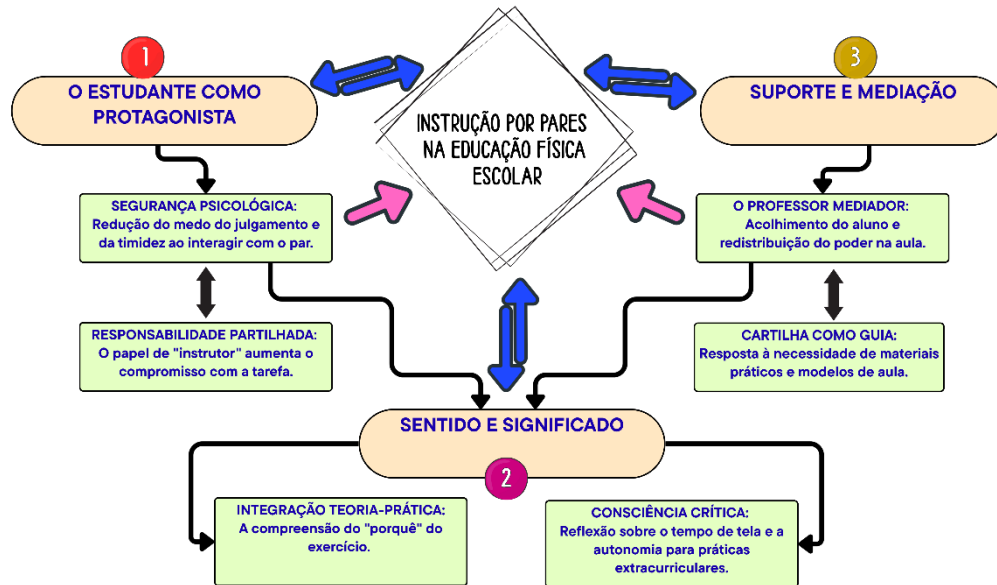 1
O ESTUDANTE COMO
PROTAGONISTA
3
SUPORTE E MEDIAÇÃO
INSTRUÇÃO POR PARES
NA EDUCAÇÃO FÍSICA
ESCOLAR
SEGURANÇA PSICOLÓGICA:
Redução do medo do julgamento e
da timidez ao interagir com o par.
O PROFESSOR MEDIADOR:
Acolhimento do aluno e
redistribuição do poder na aula.
RESPONSABILIDADE PARTILHADA:
O papel de "instrutor" aumenta o
compromisso com a tarefa.
CARTILHA COMO GUIA:
Resposta à necessidade de materiais
práticos e modelos de aula.
SENTIDO E SIGNIFICADO
2
INTEGRAÇÃO TEORIA-PRÁTICA:
A compreensão do "porquê" do
exercício.
CONSCIÊNCIA CRÍTICA:
Reflexão sobre o tempo de tela e a
autonomia para práticas
extracurriculares.